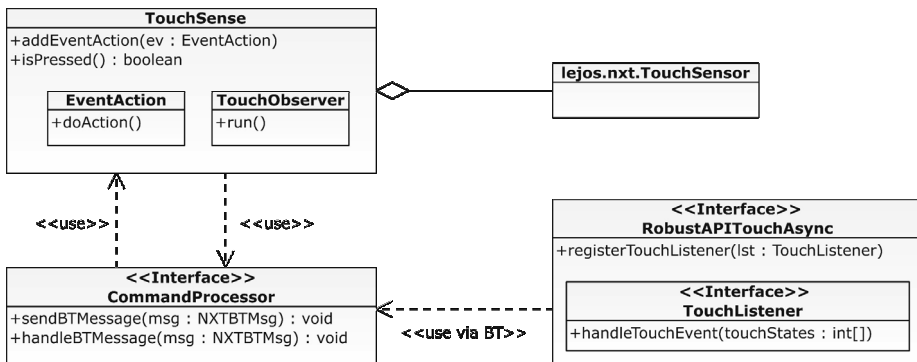 TouchSense
+addEventAction(ev : EventAction)
+isPressed() : boolean
EventAction
+doAction()
TouchObserver
+run()
lejos.nxt.TouchSensor
<<use>>
<<use>>
<<Interface>>
CommandProcessor
+sendBTMessage(msg : NXTBTMsg) : void
+handleBTMessage(msg : NXTBTMsg) : void
<<use via BT>>
<<Interface>>
RobustAPITouchAsync
+registerTouchListener(lst : TouchListener)
<<Interface>>
TouchListener
+handleTouchEvent(touchStates : int[])